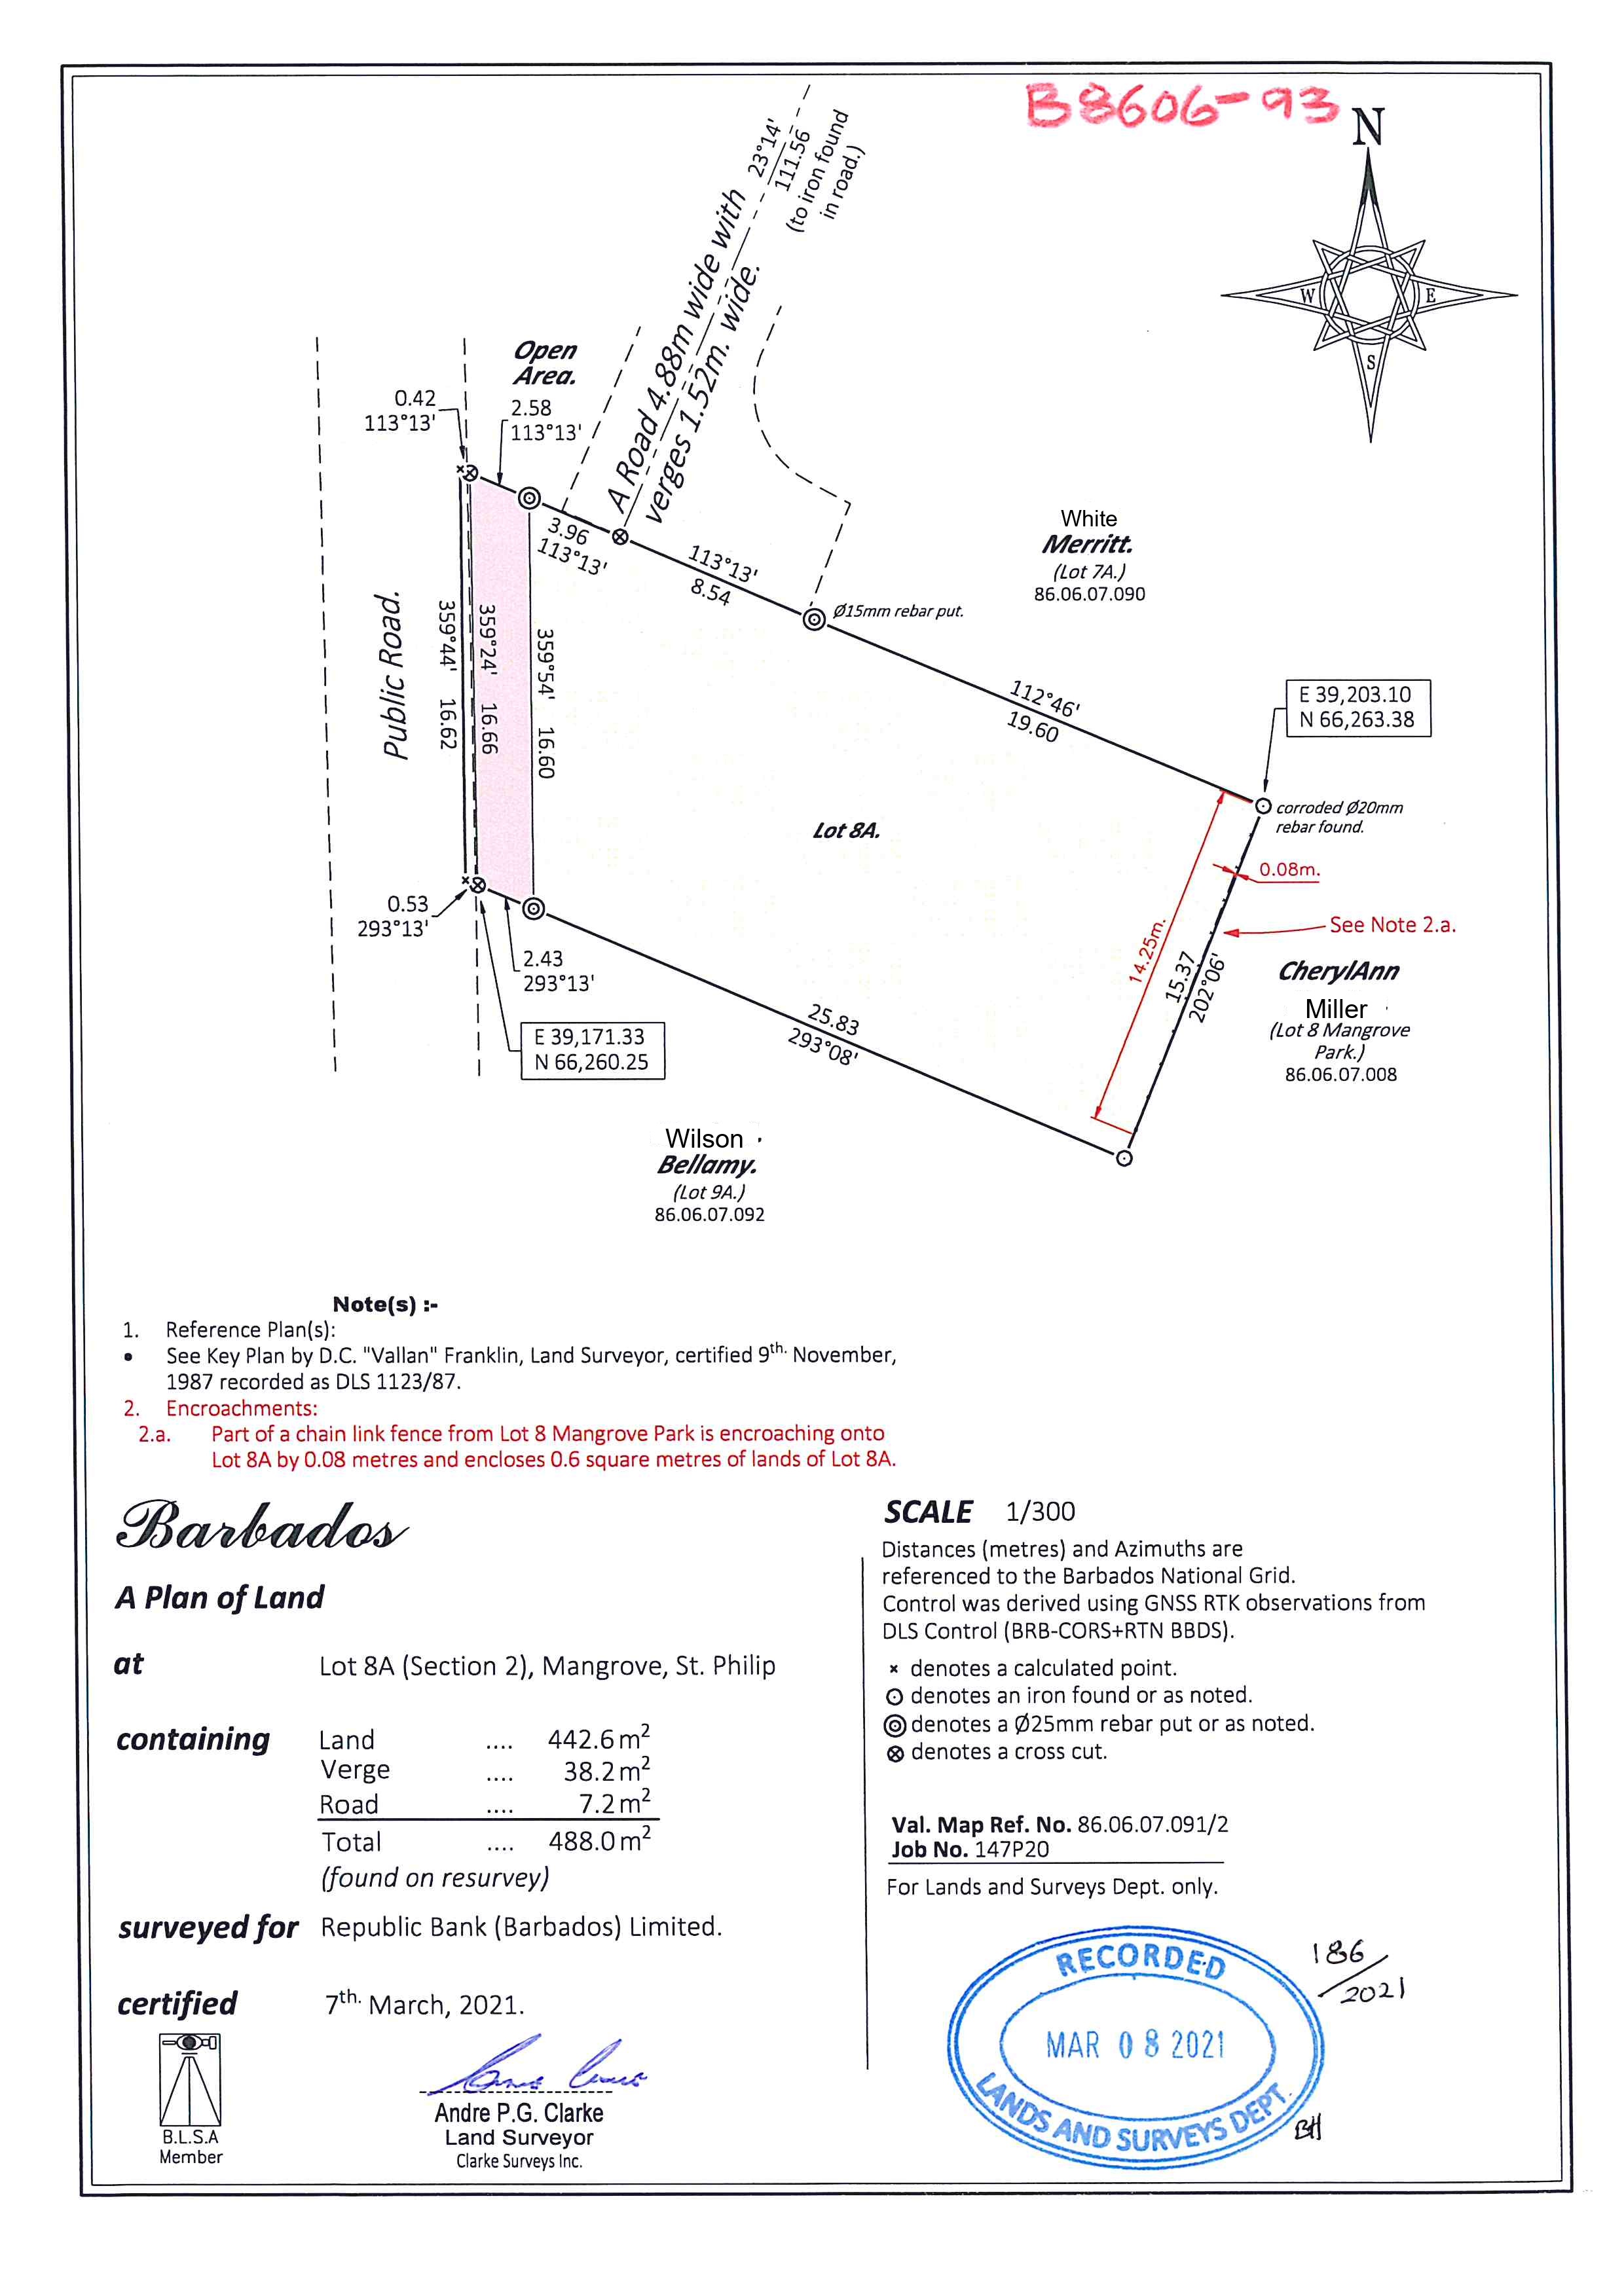 B8606-93
N
W
E
S
23°14'
111.56
(to iron found
in road.)
A Road 4.88m wide with
verges 1.52m. wide.
Open
Area.
0.42
113°13'
2.58
113°13'
3.96
113°13'
113°13'
8.54
White
Merritt.
(Lot 7A.)
86.06.07.090
Ø15mm rebar put.
Public Road.
359°44' 16.62
359°24' 16.66
359°54' 16.60
112°46'
19.60
E 39,203.10
N 66,263.38
corroded Ø20mm
rebar found.
Lot 8A.
0.08m.
See Note 2.a.
14.25m.
15.37
202°06'
0.53
293°13'
2.43
293°13'
CherylAnn
Miller
(Lot 8 Mangrove
Park.)
86.06.07.008
25.83
293°08'
E 39,171.33
N 66,260.25
Wilson
Bellamy.
(Lot 9A.)
86.06.07.092
Note(s) :-
1. Reference Plan(s):
• See Key Plan by D.C. "Vallan" Franklin, Land Surveyor, certified 9th. November,
1987 recorded as DLS 1123/87.
2. Encroachments:
2.a. Part of a chain link fence from Lot 8 Mangrove Park is encroaching onto
Lot 8A by 0.08 metres and encloses 0.6 square metres of lands of Lot 8A.
Barbados
A Plan of Land
at Lot 8A (Section 2), Mangrove, St. Philip
containing Land .... 442.6 m²
Verge .... 38.2 m²
Road .... 7.2 m²
Total .... 488.0 m²
(found on resurvey)
surveyed for Republic Bank (Barbados) Limited.
certified 7th. March, 2021.
B.L.S.A
Member
Andre P.G. Clarke
Land Surveyor
Clarke Surveys Inc.
SCALE 1/300
Distances (metres) and Azimuths are
referenced to the Barbados National Grid.
Control was derived using GNSS RTK observations from
DLS Control (BRB-CORS+RTN BBDS).
× denotes a calculated point.
⊙ denotes an iron found or as noted.
◎ denotes a Ø25mm rebar put or as noted.
⊗ denotes a cross cut.
Val. Map Ref. No. 86.06.07.091/2
Job No. 147P20
For Lands and Surveys Dept. only.
RECORDED
MAR 08 2021
LANDS AND SURVEYS DEPT.
186/2021
BH